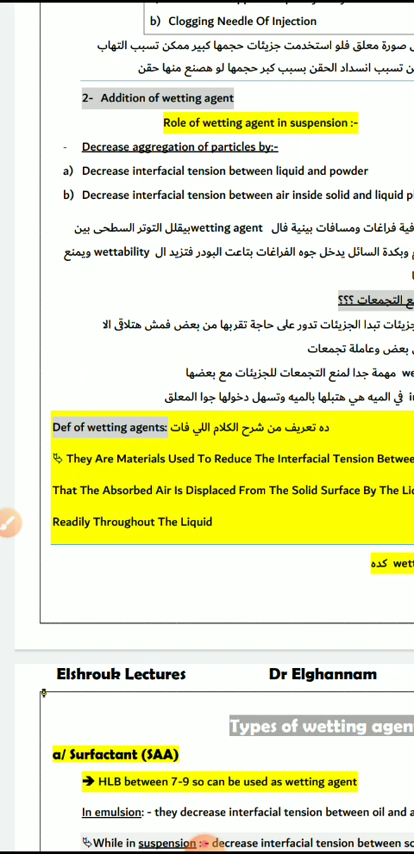 b) Clogging Needle Of Injection
صورة معلق فلو استخدمت جزيئات حجمها كبير ممكن تسبب التهاب
تسبب انسداد الحقن بسبب كبر حجمها لو هصنع منها حقن
2- Addition of wetting agent
Role of wetting agent in suspension :-
- Decrease aggregation of particles by:-
a) Decrease interfacial tension between liquid and powder
b) Decrease interfacial tension between air inside solid and liquid
فية فراغات ومسافات بينية فال wetting agent بيقلل التوتر السطحى بين
وبكدة السائل يدخل جوه الفراغات بتاعت البودر فتزيد ال wettability ويمنع
التجمعات ؟؟؟
تبدا الجزيئات تدور على حاجة تقربها من بعض فمش هتلاقى الا
بعض وعاملة تجمعات
مهمة جدا لمنع التجمعات للجزيئات مع بعضها
في الميه هي هتبلها بالميه وتسهل دخولها جوا المعلق
Def of wetting agents: ده تعريف من شرح الكلام اللي فات
They Are Materials Used To Reduce The Interfacial Tension
That The Absorbed Air Is Displaced From The Solid Surface By The
Readily Throughout The Liquid
كده
Elshrouk Lectures Dr Elghannam
Types of wetting
a/ Surfactant (SAA)
➔ HLB between 7-9 so can be used as wetting agent
In emulsion: - they decrease interfacial tension between oil and
While in suspension :- decrease interfacial tension between